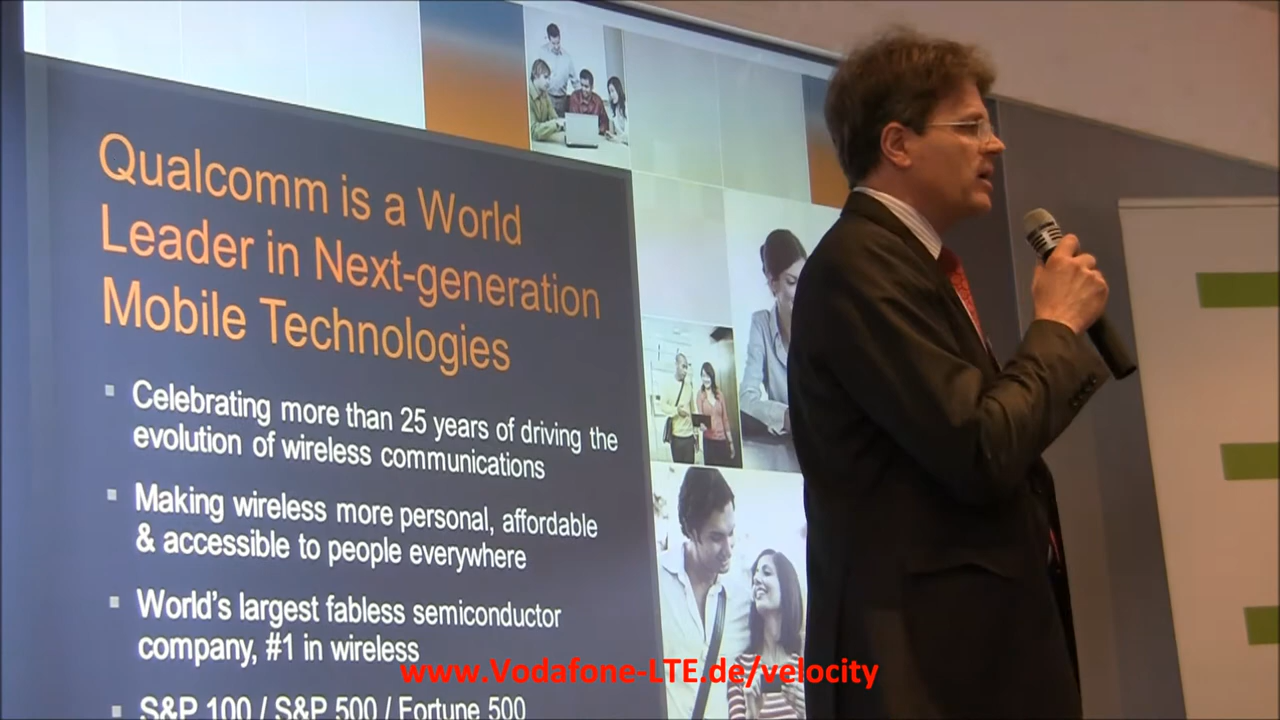 Qualcomm is a World
Leader in Next-generation
Mobile Technologies
Celebrating more than 25 years of driving the
evolution of wireless communications
Making wireless more personal, affordable
& accessible to people everywhere
World's largest fabless semiconductor
company, #1 in wireless
S&P 100 / S&P 500 / Fortune 500
www.Vodafone-LTE.de/velocity